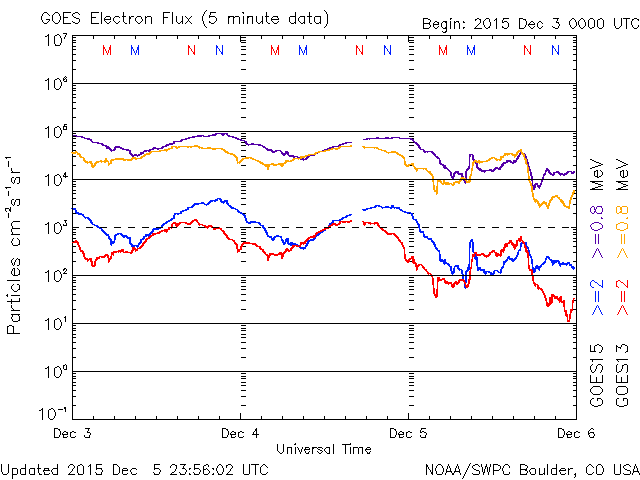 GOES Electron Flux (5 minute data)
Begin: 2015 Dec 3 0000 UTC
10⁷
M M N N M M N N M M N N
10⁶
10⁵
10⁴
10³
10²
10¹
10⁰
10⁻¹
Particles cm⁻²s⁻¹sr⁻¹
Dec 3 Dec 4 Dec 5 Dec 6
Universal Time
GOES15 >=2 >=0.8 MeV
GOES13 >=2 >=0.8 MeV
Updated 2015 Dec 5 23:56:02 UTC
NOAA/SWPC Boulder, CO USA